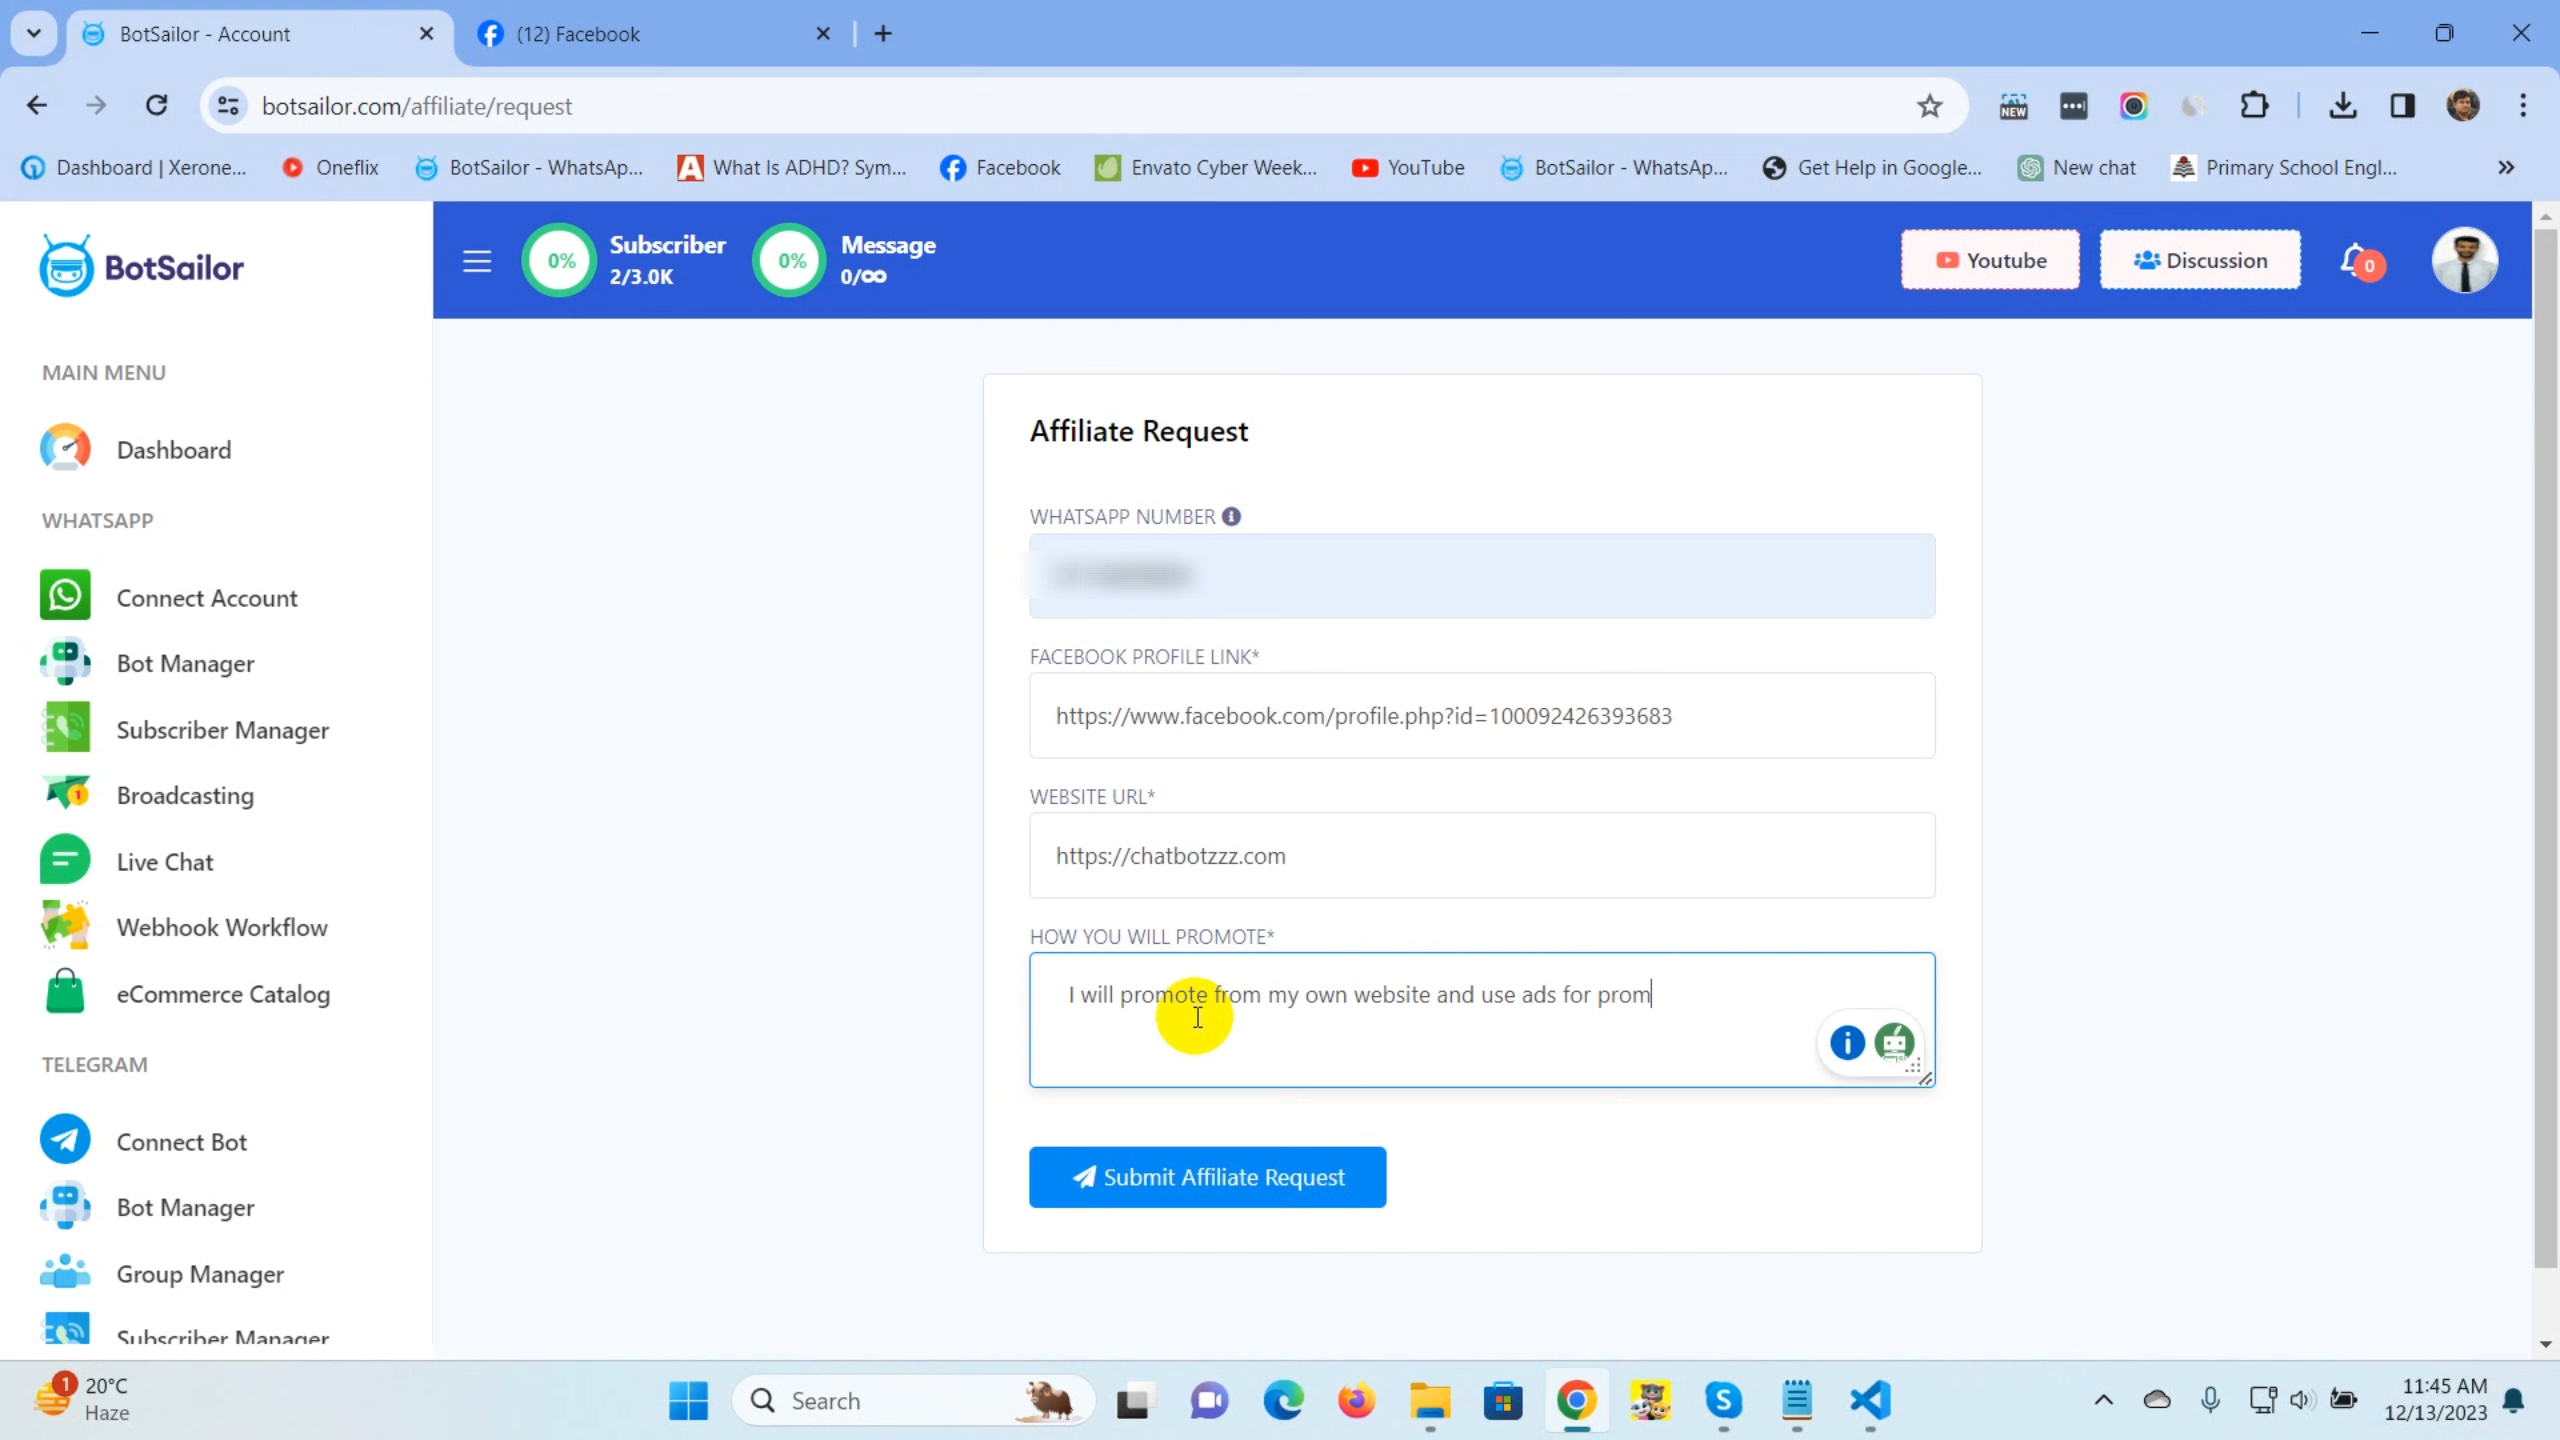 BotSailor - Account
(12) Facebook
botsailor.com/affiliate/request
NEW
Dashboard | Xerone...
Oneflix
BotSailor - WhatsAp...
What Is ADHD? Sym...
Facebook
Envato Cyber Week...
YouTube
BotSailor - WhatsAp...
Get Help in Google...
New chat
Primary School Engl...
BotSailor
0%
Subscriber
2/3.0K
0%
Message
0/∞
Youtube
Discussion
0
MAIN MENU
Dashboard
WHATSAPP
Connect Account
Bot Manager
Subscriber Manager
Broadcasting
Live Chat
Webhook Workflow
eCommerce Catalog
TELEGRAM
Connect Bot
Bot Manager
Group Manager
Subscriber Manager
Affiliate Request
WHATSAPP NUMBER
FACEBOOK PROFILE LINK*
https://www.facebook.com/profile.php?id=100092426393683
WEBSITE URL*
https://chatbotzzz.com
HOW YOU WILL PROMOTE*
I will promote from my own website and use ads for prom
Submit Affiliate Request
1
20°C
Haze
Search
11:45 AM
12/13/2023